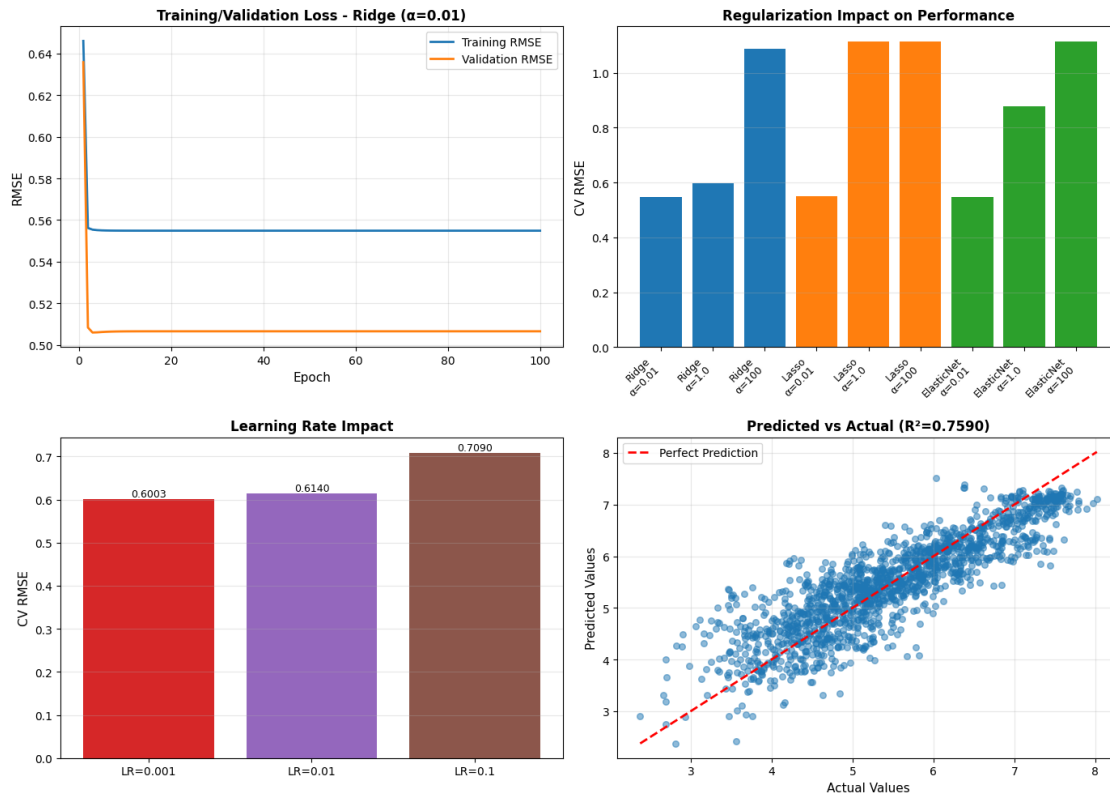 Training/Validation Loss - Ridge (α=0.01)
Training RMSE
Validation RMSE
RMSE
0.64
0.62
0.60
0.58
0.56
0.54
0.52
0.50
0
20
40
60
80
100
Epoch
Regularization Impact on Performance
CV RMSE
1.0
0.8
0.6
0.4
0.2
0.0
Ridge
α=0.01
Ridge
α=1.0
Ridge
α=100
Lasso
α=0.01
Lasso
α=1.0
Lasso
α=100
ElasticNet
α=0.01
ElasticNet
α=1.0
ElasticNet
α=100
Learning Rate Impact
CV RMSE
0.7
0.6
0.5
0.4
0.3
0.2
0.1
0.0
0.6003
0.6140
0.7090
LR=0.001
LR=0.01
LR=0.1
Predicted vs Actual (R²=0.7590)
Perfect Prediction
Predicted Values
8
7
6
5
4
3
3
4
5
6
7
8
Actual Values